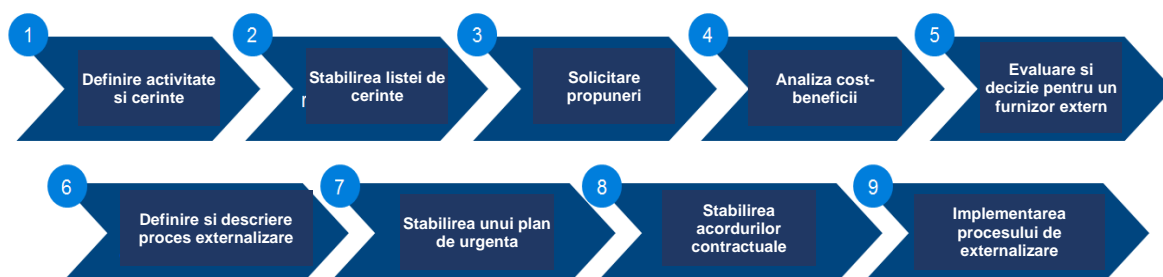 1
Definire activitate
si cerinte
2
Stabilirea listei de
cerinte
3
Solicitare
propuneri
4
Analiza cost-
beneficii
5
Evaluare si
decizie pentru un
furnizor extern
6
Definire si descriere
proces externalizare
7
Stabilirea unui plan
de urgenta
8
Stabilirea
acordurilor
contractuale
9
Implementarea
procesului de
externalizare